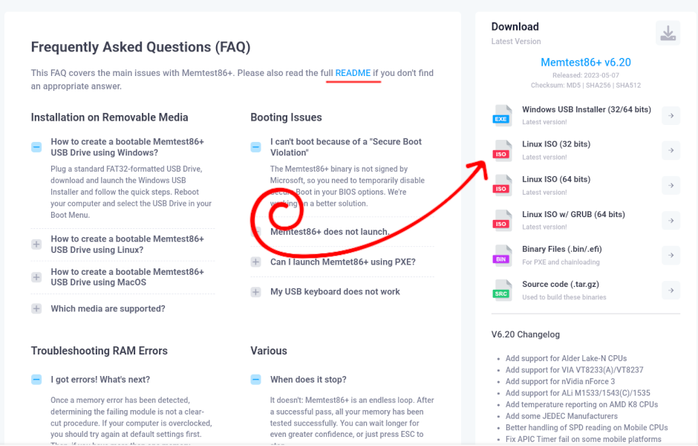 Frequently Asked Questions (FAQ)
This FAQ covers the main issues with Memtest86+. Please also read the full README if you don't find
an appropriate answer.
Installation on Removable Media
How to create a bootable Memtest86+
USB Drive using Windows?
Plug a standard FAT32-formatted USB Drive,
download and launch the Windows USB
Installer and follow the quick steps. Reboot
your computer and select the USB Drive in your
Boot Menu.
How to create a bootable Memtest86+
USB Drive using Linux?
How to create a bootable Memtest86+
USB Drive using MacOS
Which media are supported?
Booting Issues
I can't boot because of a "Secure Boot
Violation"
The Memtest86+ binary is not signed by
Microsoft, so you need to temporarily disable
Secure Boot in your BIOS options. We're
working on a better solution.
Memtest86+ does not launch.
Can I launch Memtet86+ using PXE?
My USB keyboard does not work
Troubleshooting RAM Errors
I got errors! What's next?
Once a memory error has been detected,
determining the failing module is not a clear-
cut procedure. If your computer is overclocked,
you should try again at default settings first.
Various
When does it stop?
It doesn't: Memtest86+ is an endless loop. After
a successful pass, all your memory has been
tested successfully. You can wait longer for
even greater confidence, or just press ESC to
Download
Latest Version
Memtest86+ v6.20
Released: 2023-05-07
Checksum: MD5 | SHA256 | SHA512
EXE
Windows USB Installer (32/64 bits)
Latest version!
ISO
Linux ISO (32 bits)
Latest version!
ISO
Linux ISO (64 bits)
Latest version!
ISO
Linux ISO w/ GRUB (64 bits)
Latest version!
BIN
Binary Files (.bin/.efi)
For PXE and chainloading
SRC
Source code (.tar.gz)
Used to build these binaries
V6.20 Changelog
Add support for Alder Lake-N CPUs
Add support for VIA VT8233(A)/VT8237
Add support for nVidia nForce 3
Add support for ALi M1533/1543(C)/1535
Add temperature reporting on AMD K8 CPUs
Add some JEDEC Manufacturers
Better handling of SPD reading on Mobile CPUs
Fix APIC Timer fail on some mobile platforms